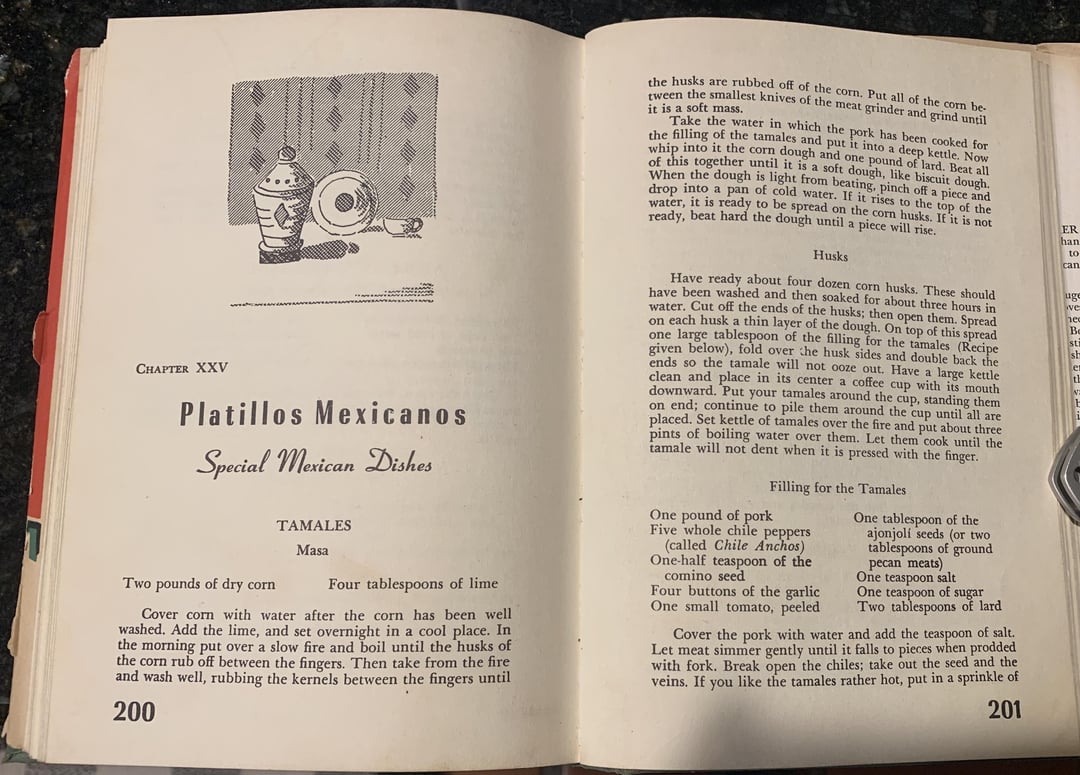 CHAPTER XXV
Platillos Mexicanos
Special Mexican Dishes
TAMALES
Masa
Two pounds of dry corn Four tablespoons of lime
Cover corn with water after the corn has been well
washed. Add the lime, and set overnight in a cool place. In
the morning put over a slow fire and boil until the husks of
the corn rub off between the fingers. Then take from the fire
and wash well, rubbing the kernels between the fingers until
200
the husks are rubbed off of the corn. Put all of the corn be-
tween the smallest knives of the meat grinder and grind until
it is a soft mass.
Take the water in which the pork has been cooked for
the filling of the tamales and put it into a deep kettle. Now
whip into it the corn dough and one pound of lard. Beat all
of this together until it is a soft dough, like biscuit dough.
When the dough is light from beating, pinch off a piece and
drop into a pan of cold water. If it rises to the top of the
water, it is ready to be spread on the corn husks. If it is not
ready, beat hard the dough until a piece will rise.
Husks
Have ready about four dozen corn husks. These should
have been washed and then soaked for about three hours in
water. Cut off the ends of the husks; then open them. Spread
on each husk a thin layer of the dough. On top of this spread
one large tablespoon of the filling for the tamales (Recipe
given below), fold over the husk sides and double back the
ends so the tamale will not ooze out. Have a large kettle
clean and place in its center a coffee cup with its mouth
downward. Put your tamales around the cup, standing them
on end; continue to pile them around the cup until all are
placed. Set kettle of tamales over the fire and put about three
pints of boiling water over them. Let them cook until the
tamale will not dent when it is pressed with the finger.
Filling for the Tamales
One pound of pork
Five whole chile peppers
(called Chile Anchos)
One-half teaspoon of the
comino seed
Four buttons of the garlic
One small tomato, peeled
One tablespoon of the
ajonjolí seeds (or two
tablespoons of ground
pecan meats)
One teaspoon salt
One teaspoon of sugar
Two tablespoons of lard
Cover the pork with water and add the teaspoon of salt.
Let meat simmer gently until it falls to pieces when prodded
with fork. Break open the chiles; take out the seed and the
veins. If you like the tamales rather hot, put in a sprinkle of
201